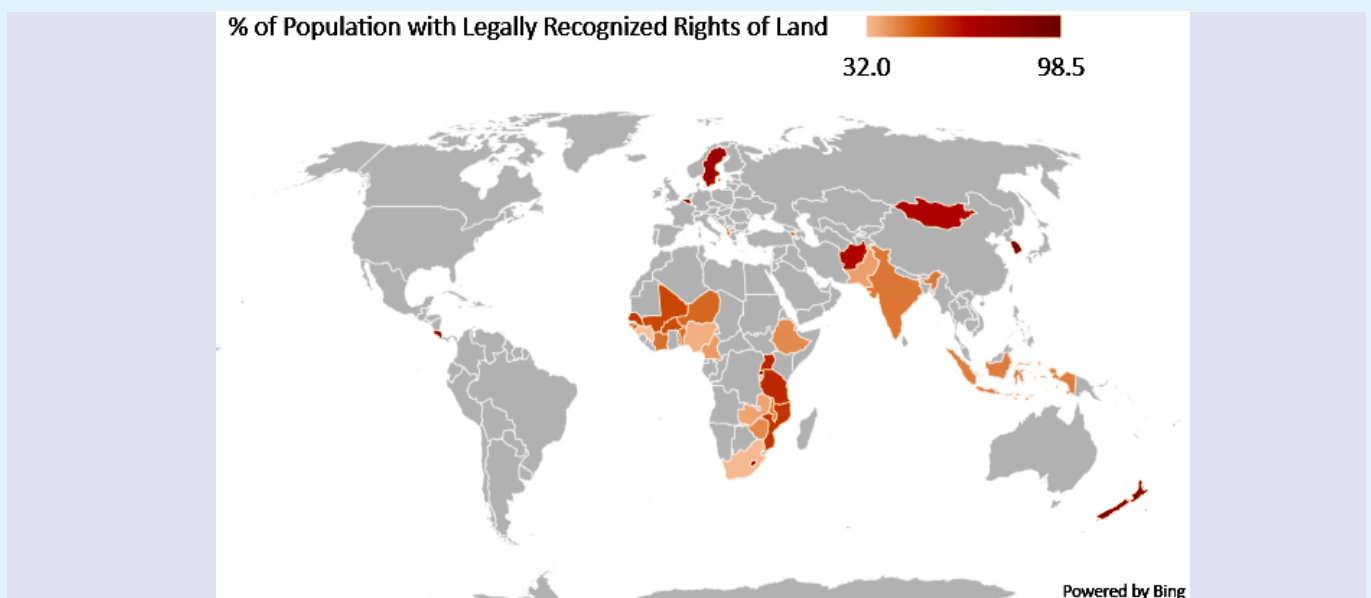 % of Population with Legally Recognized Rights of Land
32.0 98.5
Powered by Bing